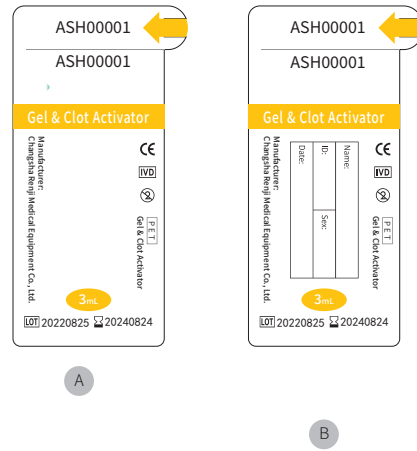 ASH00001
ASH00001
Gel & Clot Activator
Manufacturer:
Changsha Renji Medical Equipment Co., Ltd.
CE
IVD
PET
Gel & Clot Activator
3mL
LOT 20220825 20240824
A
ASH00001
ASH00001
Gel & Clot Activator
Manufacturer:
Changsha Renji Medical Equipment Co., Ltd.
Name:
ID:
Sex:
Date:
CE
IVD
PET
Gel & Clot Activator
3mL
LOT 20220825 20240824
B